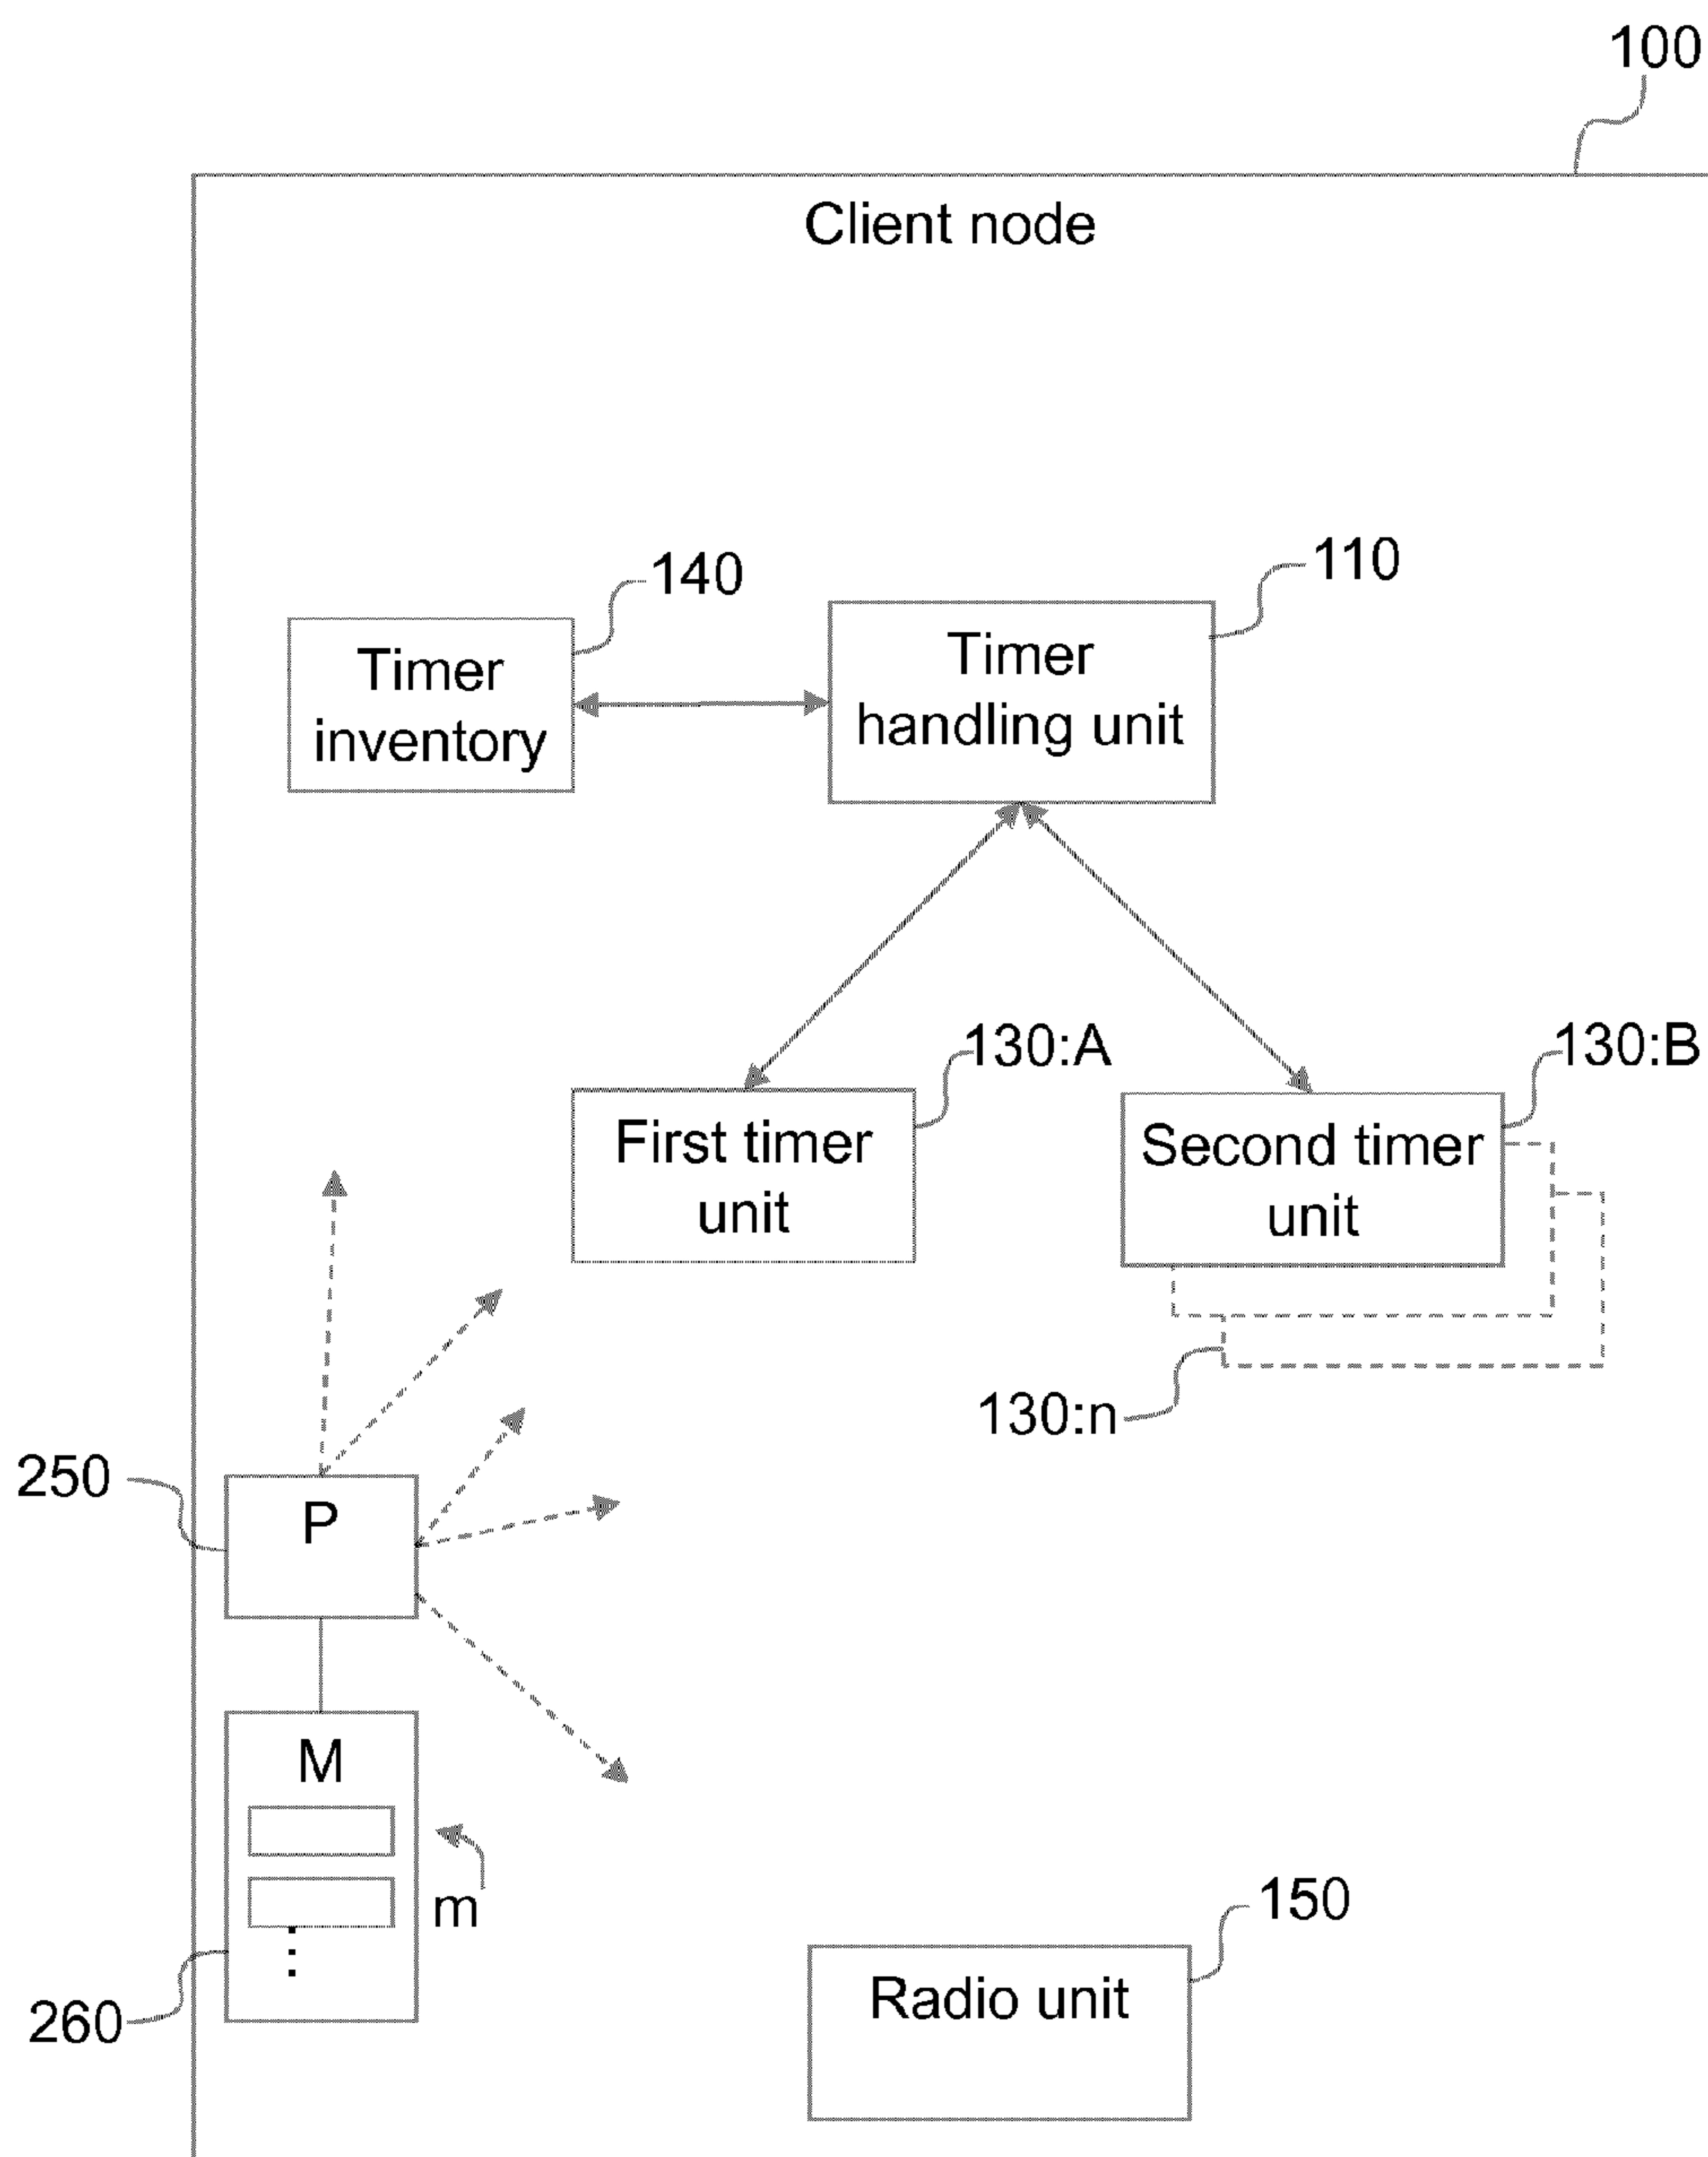 100
Client node
140
110
Timer
inventory
Timer
handling unit
130:A
130:B
First timer
unit
Second timer
unit
130:n
250
P
M
m
150
260
Radio unit